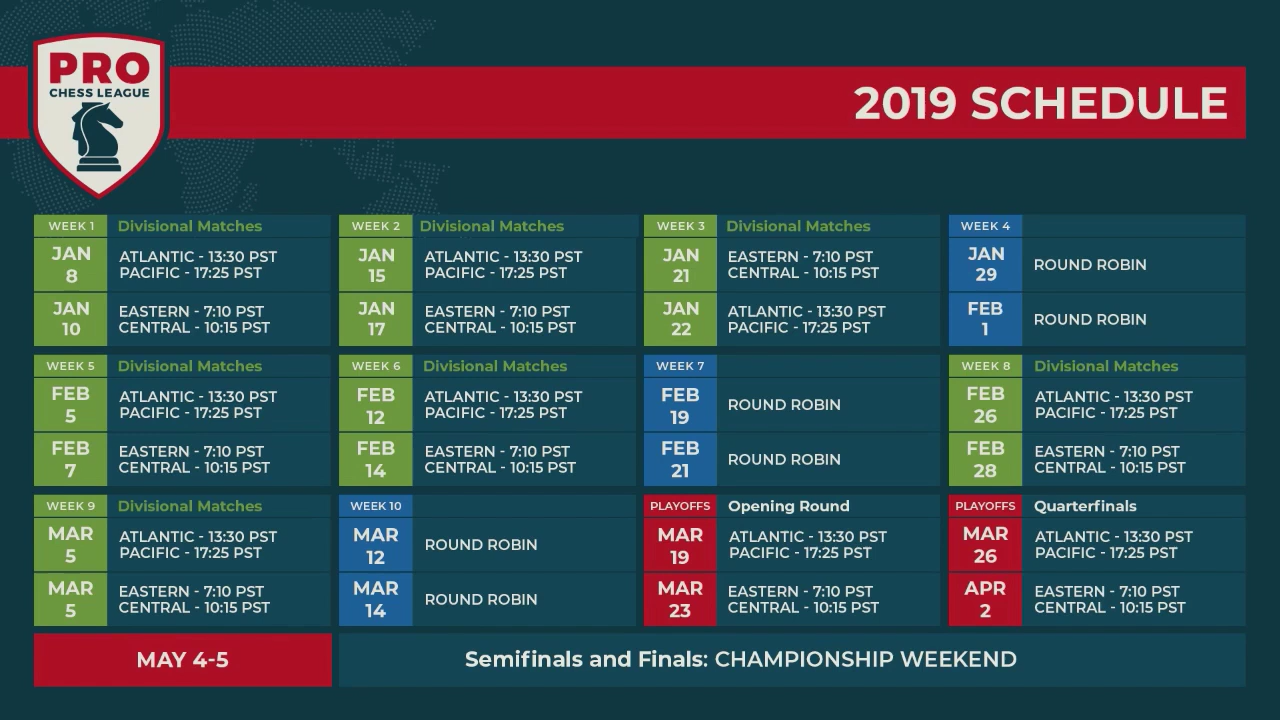 PRO
CHESS LEAGUE
2019 SCHEDULE
WEEK 1 Divisional Matches
JAN 8
ATLANTIC - 13:30 PST
PACIFIC - 17:25 PST
JAN 10
EASTERN - 7:10 PST
CENTRAL - 10:15 PST
WEEK 2 Divisional Matches
JAN 15
ATLANTIC - 13:30 PST
PACIFIC - 17:25 PST
JAN 17
EASTERN - 7:10 PST
CENTRAL - 10:15 PST
WEEK 3 Divisional Matches
JAN 21
EASTERN - 7:10 PST
CENTRAL - 10:15 PST
JAN 22
ATLANTIC - 13:30 PST
PACIFIC - 17:25 PST
WEEK 4
JAN 29
ROUND ROBIN
FEB 1
ROUND ROBIN
WEEK 5 Divisional Matches
FEB 5
ATLANTIC - 13:30 PST
PACIFIC - 17:25 PST
FEB 7
EASTERN - 7:10 PST
CENTRAL - 10:15 PST
WEEK 6 Divisional Matches
FEB 12
ATLANTIC - 13:30 PST
PACIFIC - 17:25 PST
FEB 14
EASTERN - 7:10 PST
CENTRAL - 10:15 PST
WEEK 7
FEB 19
ROUND ROBIN
FEB 21
ROUND ROBIN
WEEK 8 Divisional Matches
FEB 26
ATLANTIC - 13:30 PST
PACIFIC - 17:25 PST
FEB 28
EASTERN - 7:10 PST
CENTRAL - 10:15 PST
WEEK 9 Divisional Matches
MAR 5
ATLANTIC - 13:30 PST
PACIFIC - 17:25 PST
MAR 5
EASTERN - 7:10 PST
CENTRAL - 10:15 PST
WEEK 10
MAR 12
ROUND ROBIN
MAR 14
ROUND ROBIN
PLAYOFFS Opening Round
MAR 19
ATLANTIC - 13:30 PST
PACIFIC - 17:25 PST
MAR 23
EASTERN - 7:10 PST
CENTRAL - 10:15 PST
PLAYOFFS Quarterfinals
MAR 26
ATLANTIC - 13:30 PST
PACIFIC - 17:25 PST
APR 2
EASTERN - 7:10 PST
CENTRAL - 10:15 PST
MAY 4-5
Semifinals and Finals: CHAMPIONSHIP WEEKEND